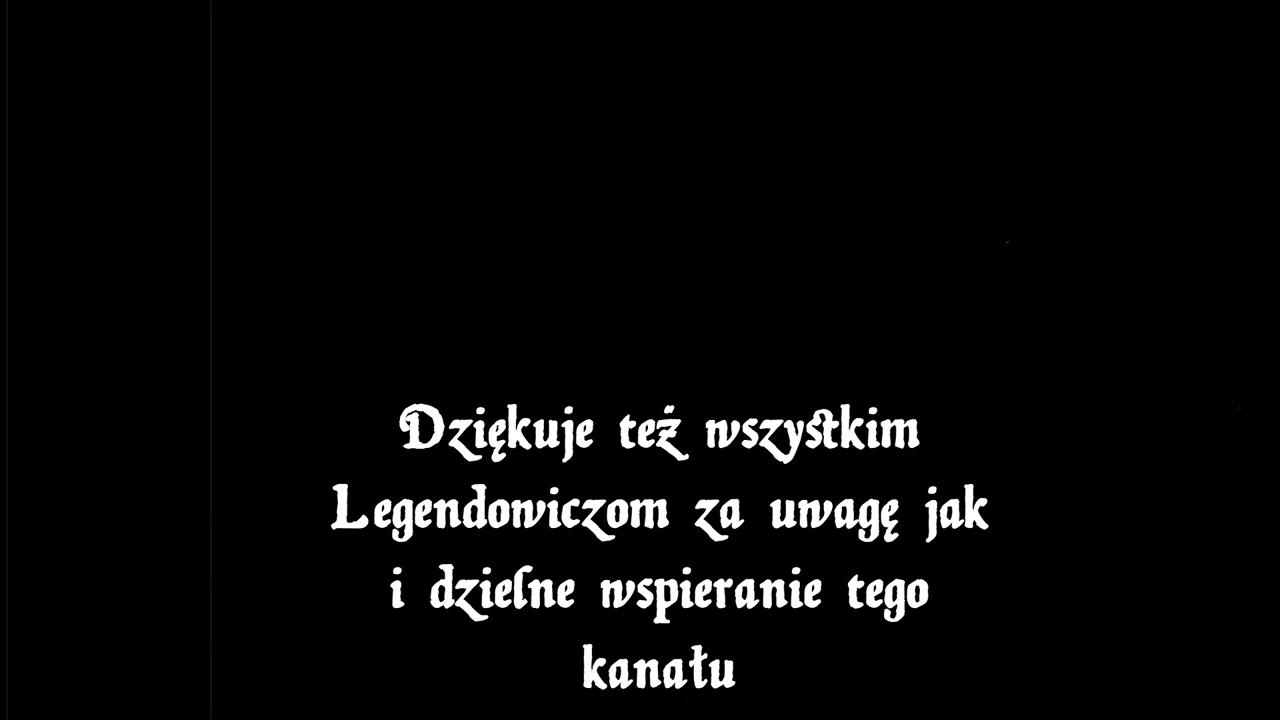 Dziękuje też wszystkim
Legendowiczom za uwagę jak
i dzielne wspieranie tego
kanału